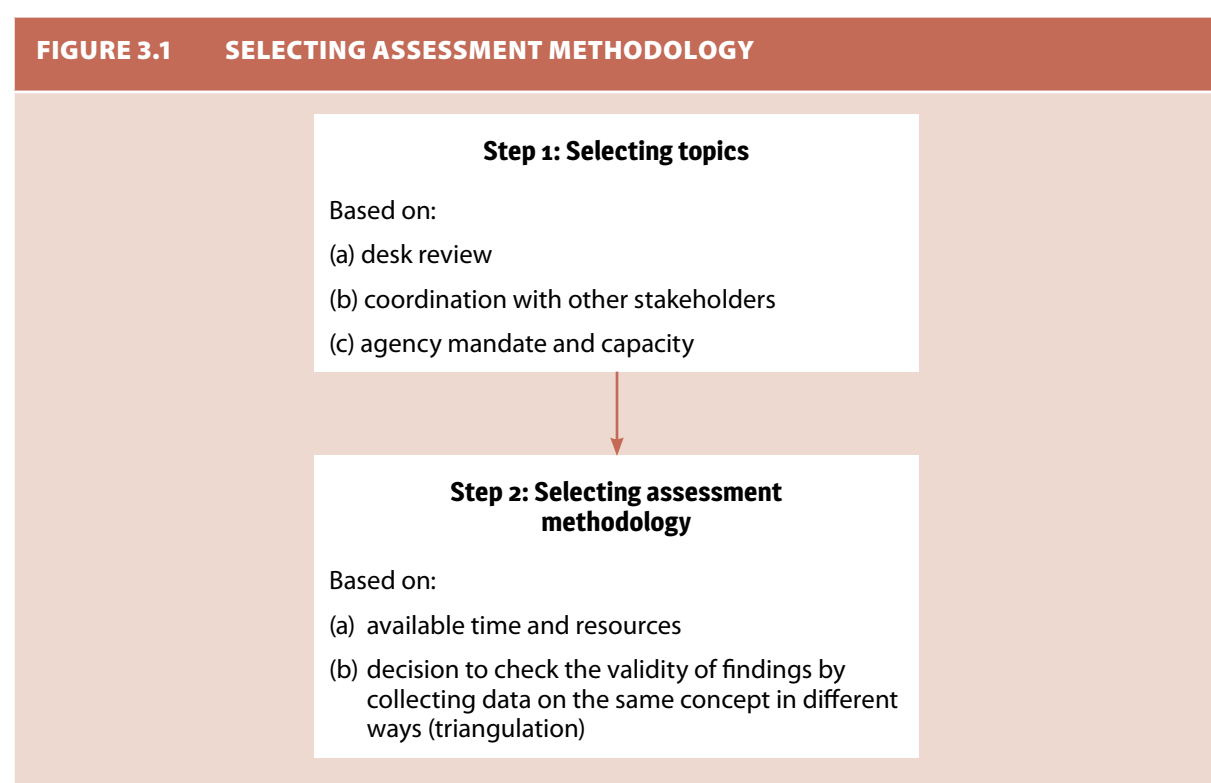 FIGURE 3.1 SELECTING ASSESSMENT METHODOLOGY
Step 1: Selecting topics
Based on:
(a) desk review
(b) coordination with other stakeholders
(c) agency mandate and capacity
Step 2: Selecting assessment
methodology
Based on:
(a) available time and resources
(b) decision to check the validity of findings by
collecting data on the same concept in different
ways (triangulation)